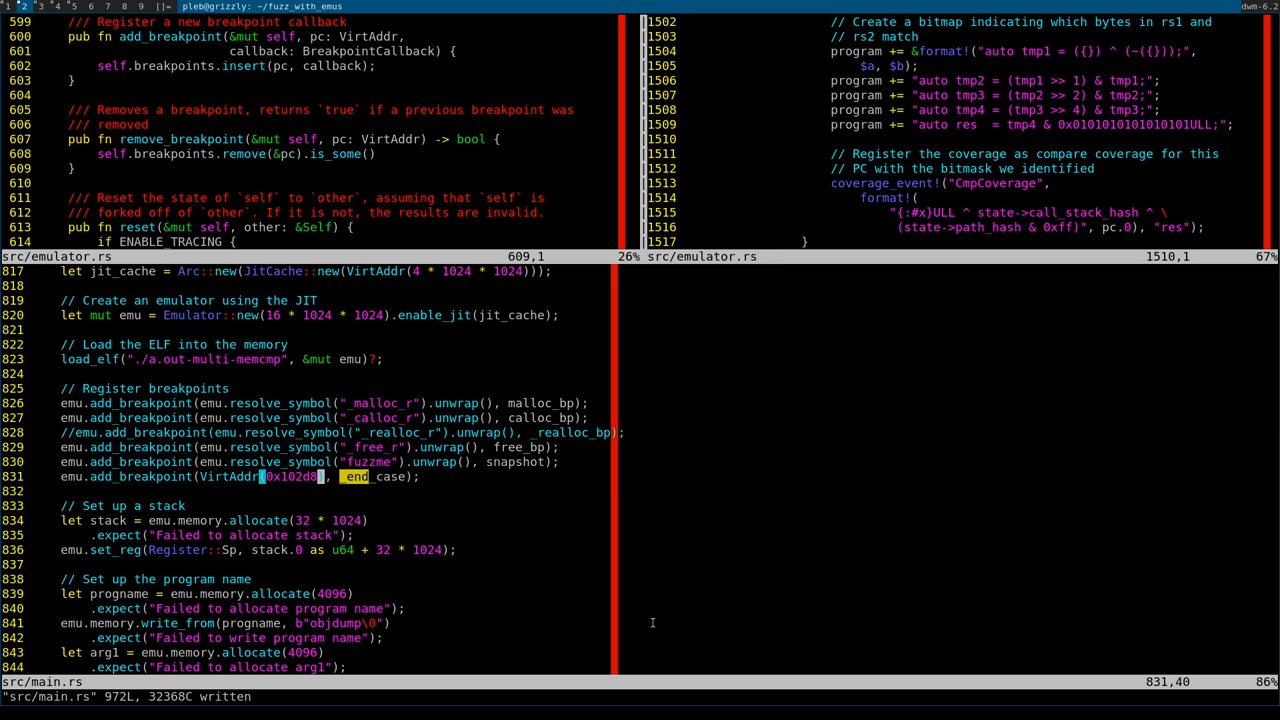 1 2 3 4 5 6 7 8 9 []= pleb@grizzly: ~/fuzz_with_emus dwm-6.2
599 /// Register a new breakpoint callback
600 pub fn add_breakpoint(&mut self, pc: VirtAddr,
601 callback: BreakpointCallback) {
602 self.breakpoints.insert(pc, callback);
603 }
604
605 /// Removes a breakpoint, returns `true` if a previous breakpoint was
606 /// removed
607 pub fn remove_breakpoint(&mut self, pc: VirtAddr) -> bool {
608 self.breakpoints.remove(&pc).is_some()
609 }
610
611 /// Reset the state of `self` to `other`, assuming that `self` is
612 /// forked off of `other`. If it is not, the results are invalid.
613 pub fn reset(&mut self, other: &Self) {
614 if ENABLE_TRACING {
src/emulator.rs 609,1 26%
1502 // Create a bitmap indicating which bytes in rs1 and
1503 // rs2 match
1504 program += &format!("auto tmp1 = ({}) ^ (~({}));",
1505 $a, $b);
1506 program += "auto tmp2 = (tmp1 >> 1) & tmp1;";
1507 program += "auto tmp3 = (tmp2 >> 2) & tmp2;";
1508 program += "auto tmp4 = (tmp3 >> 4) & tmp3;";
1509 program += "auto res  = tmp4 & 0x0101010101010101ULL;";
1510
1511 // Register the coverage as compare coverage for this
1512 // PC with the bitmask we identified
1513 coverage_event!("CmpCoverage",
1514 format!(
1515 "{:#x}ULL ^ state->call_stack_hash ^ \
1516 (state->path_hash & 0xff)", pc.0), "res");
1517 }
src/emulator.rs 1510,1 67%
817 let jit_cache = Arc::new(JitCache::new(VirtAddr(4 * 1024 * 1024)));
818
819 // Create an emulator using the JIT
820 let mut emu = Emulator::new(16 * 1024 * 1024).enable_jit(jit_cache);
821
822 // Load the ELF into the memory
823 load_elf("./a.out-multi-memcmp", &mut emu)?;
824
825 // Register breakpoints
826 emu.add_breakpoint(emu.resolve_symbol("_malloc_r").unwrap(), malloc_bp);
827 emu.add_breakpoint(emu.resolve_symbol("_calloc_r").unwrap(), calloc_bp);
828 //emu.add_breakpoint(emu.resolve_symbol("_realloc_r").unwrap(), _realloc_bp);
829 emu.add_breakpoint(emu.resolve_symbol("_free_r").unwrap(), free_bp);
830 emu.add_breakpoint(emu.resolve_symbol("fuzzme").unwrap(), snapshot);
831 emu.add_breakpoint(VirtAddr(0x102d8), _end_case);
832
833 // Set up a stack
834 let stack = emu.memory.allocate(32 * 1024)
835 .expect("Failed to allocate stack");
836 emu.set_reg(Register::Sp, stack.0 as u64 + 32 * 1024);
837
838 // Set up the program name
839 let progname = emu.memory.allocate(4096)
840 .expect("Failed to allocate program name");
841 emu.memory.write_from(progname, b"objdump\0")
842 .expect("Failed to write program name");
843 let arg1 = emu.memory.allocate(4096)
844 .expect("Failed to allocate arg1");
src/main.rs 831,40 86%
"src/main.rs" 972L, 32368C written